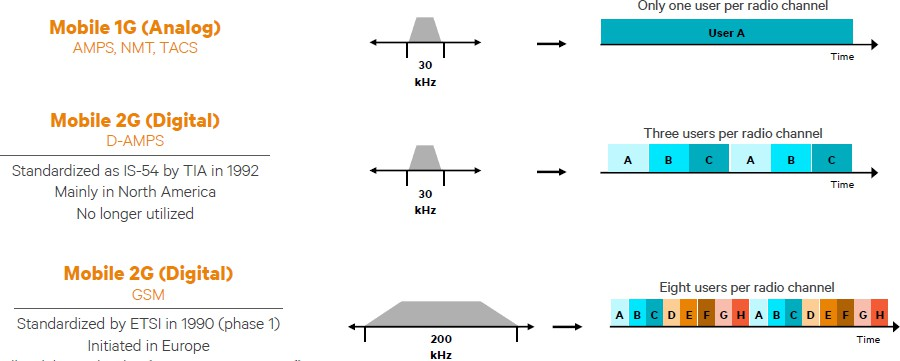 Mobile 1G (Analog)
AMPS, NMT, TACS
30
kHz
Only one user per radio channel
User A
Time
Mobile 2G (Digital)
D-AMPS
Standardized as IS-54 by TIA in 1992
Mainly in North America
No longer utilized
30
kHz
Three users per radio channel
A B C A B C
Time
Mobile 2G (Digital)
GSM
Standardized by ETSI in 1990 (phase 1)
Initiated in Europe
200
kHz
Eight users per radio channel
A B C D E F G H A B C D E F G H
Time